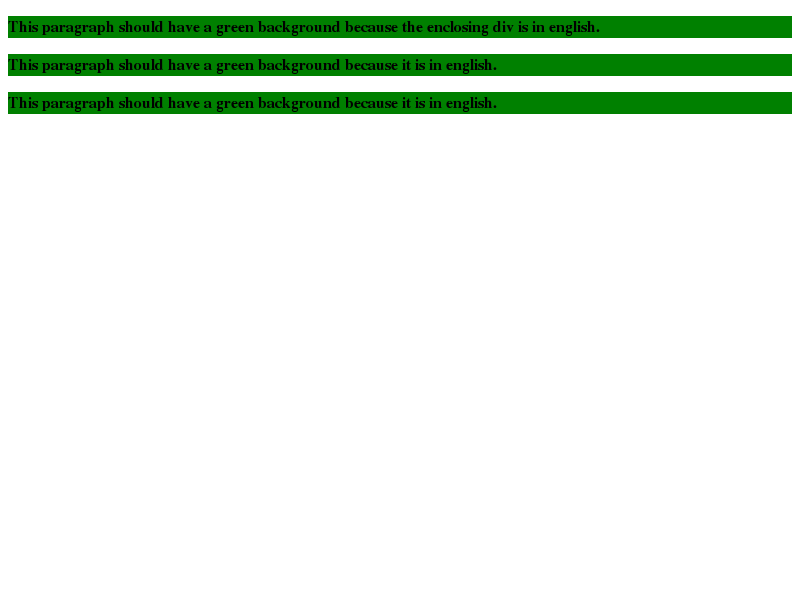 This paragraph should have a green background because the enclosing div is in english.
This paragraph should have a green background because it is in english.
This paragraph should have a green background because it is in english.